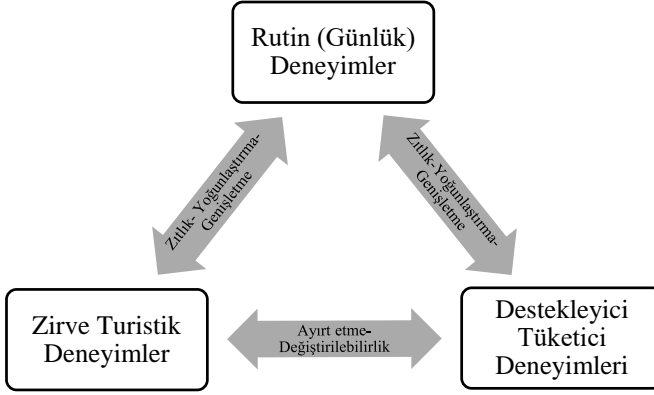 Rutin (Günlük)
Deneyimler
Zıtlık- Yoğunlaştırma-
Genişletme
Zıtlık-Yoğunlaştırma-
Genişletme
Zirve Turistik
Deneyimler
Ayırt etme-
Değiştirilebilirlik
Destekleyici
Tüketici
Deneyimleri